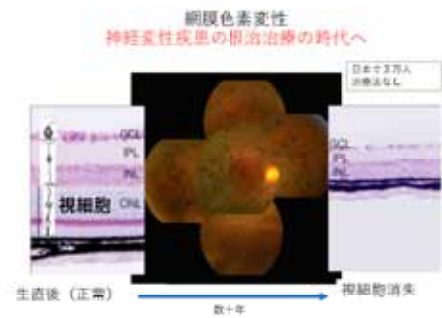 網膜色素変性
神経変性疾患の根治治療の時代へ
日本で3万人
治療法なし
GCL
IPL
INL
視細胞
ONL
GCL
IPL
INL
生直後（正常）
視細胞消失
数十年